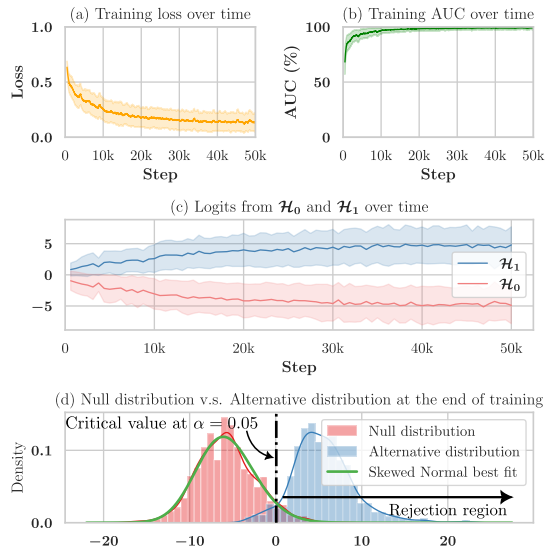 (a) Training loss over time
(b) Training AUC over time
1.0
0.5
0.0
Loss
0 10k 20k 30k 40k 50k
Step
100
50
0
AUC (%)
0 10k 20k 30k 40k 50k
Step
(c) Logits from 𝓗₀ and 𝓗₁ over time
5
0
−5
𝓗₁
𝓗₀
0 10k 20k 30k 40k 50k
Step
(d) Null distribution v.s. Alternative distribution at the end of training
Critical value at α = 0.05
Null distribution
Alternative distribution
Skewed Normal best fit
Rejection region
Density
0.1
0.0
−20 −10 0 10 20